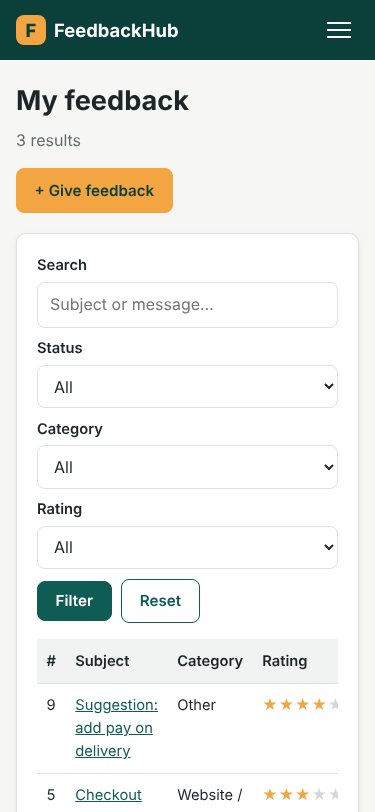 F FeedbackHub
My feedback
3 results
+ Give feedback
Search
Subject or message...
Status
All
Category
All
Rating
All
Filter Reset
# Subject Category Rating
9 Suggestion: Other ★★★★★
add pay on
delivery
5 Checkout Website / ★★★★★